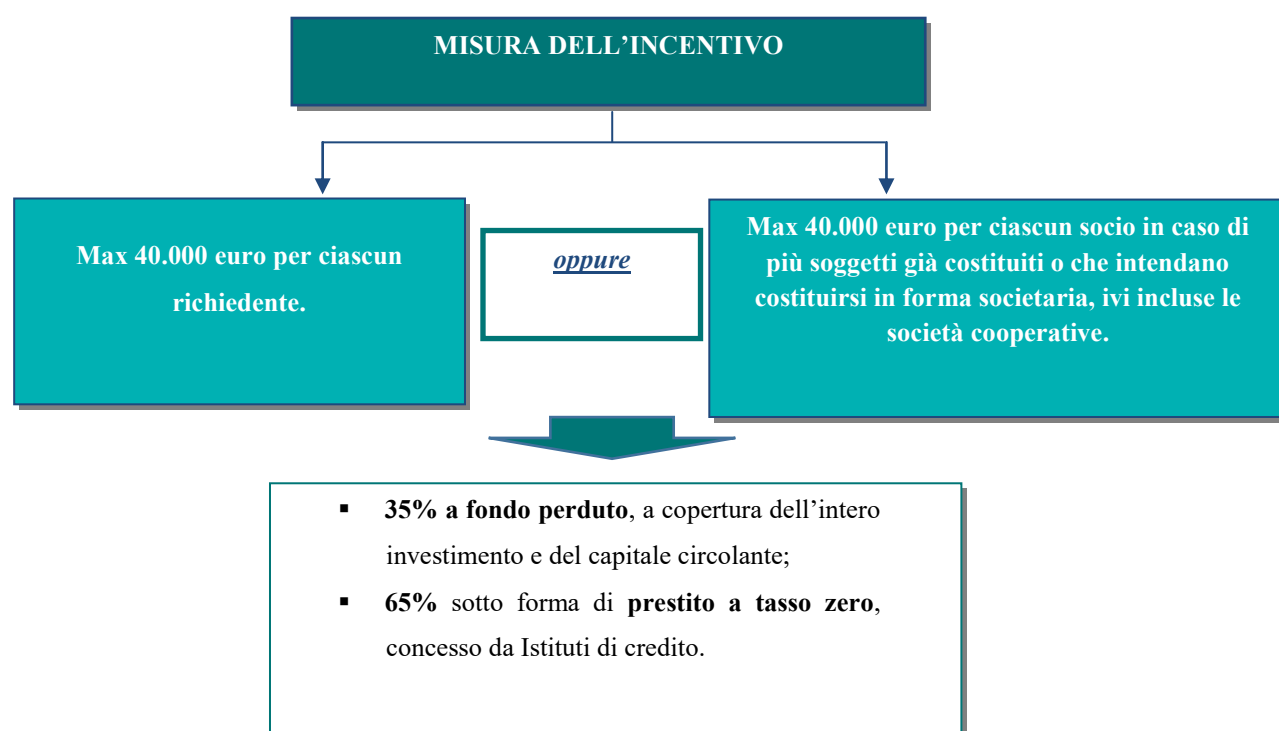 MISURA DELL’INCENTIVO
Max 40.000 euro per ciascun
richiedente.
oppure
Max 40.000 euro per ciascun socio in caso di
più soggetti già costituiti o che intendano
costituirsi in forma societaria, ivi incluse le
società cooperative.
▪ 35% a fondo perduto, a copertura dell’intero
investimento e del capitale circolante;
▪ 65% sotto forma di prestito a tasso zero,
concesso da Istituti di credito.